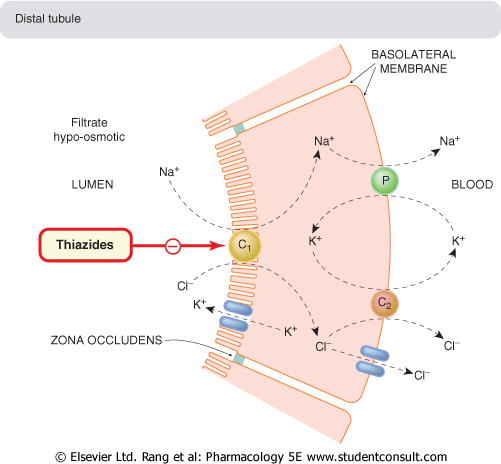 Distal tubule
BASOLATERAL
MEMBRANE
Filtrate
hypo-osmotic
Na⁺
Na⁺
Na⁺
LUMEN
P
BLOOD
Thiazides
C₁
K⁺
K⁺
Cl⁻
K⁺
K⁺
C₂
ZONA OCCLUDENS
Cl⁻
Cl⁻
Cl⁻
© Elsevier Ltd. Rang et al: Pharmacology 5E www.studentconsult.com